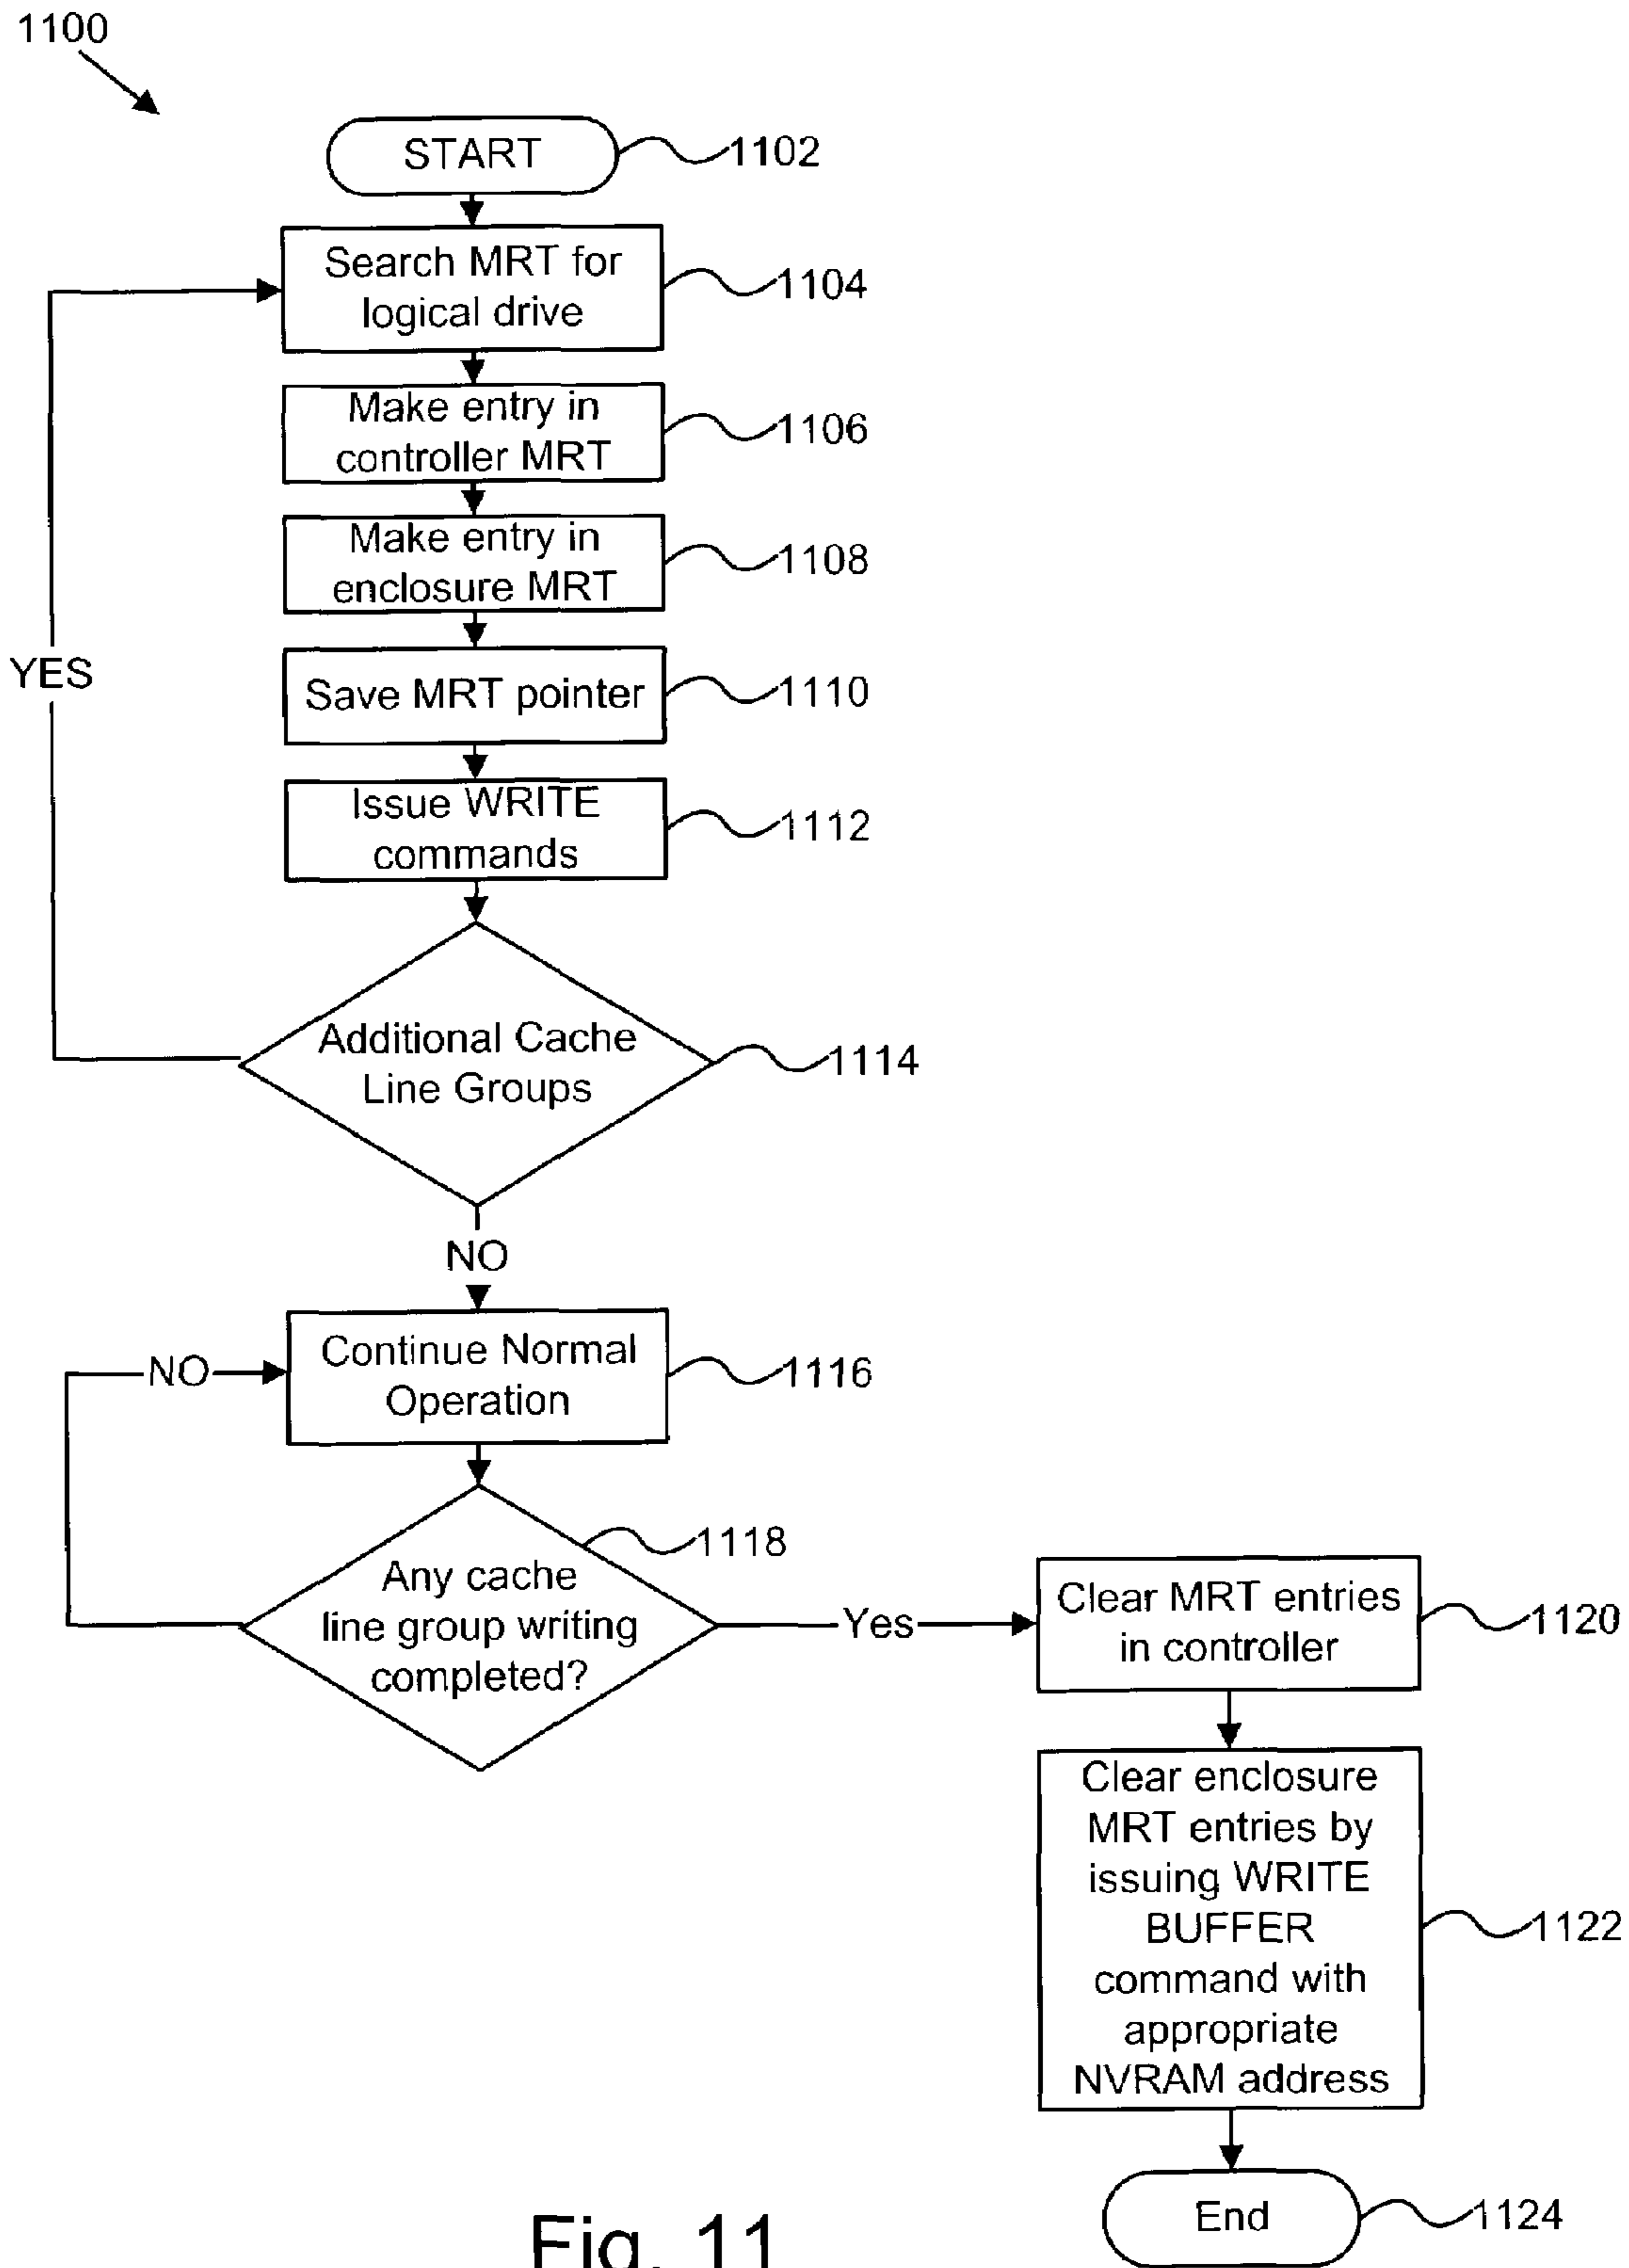 1100
START
1102
Search MRT for
logical drive
1104
Make entry in
controller MRT
1106
Make entry in
enclosure MRT
1108
YES
Save MRT pointer
1110
Issue WRITE
commands
1112
Additional Cache
Line Groups
1114
NO
Continue Normal
Operation
NO
1116
1118
Any cache
line group writing
completed?
Yes
Clear MRT entries
in controller
1120
Clear enclosure
MRT entries by
issuing WRITE
BUFFER
command with
appropriate
NVRAM address
1122
End
1124
Fig. 11